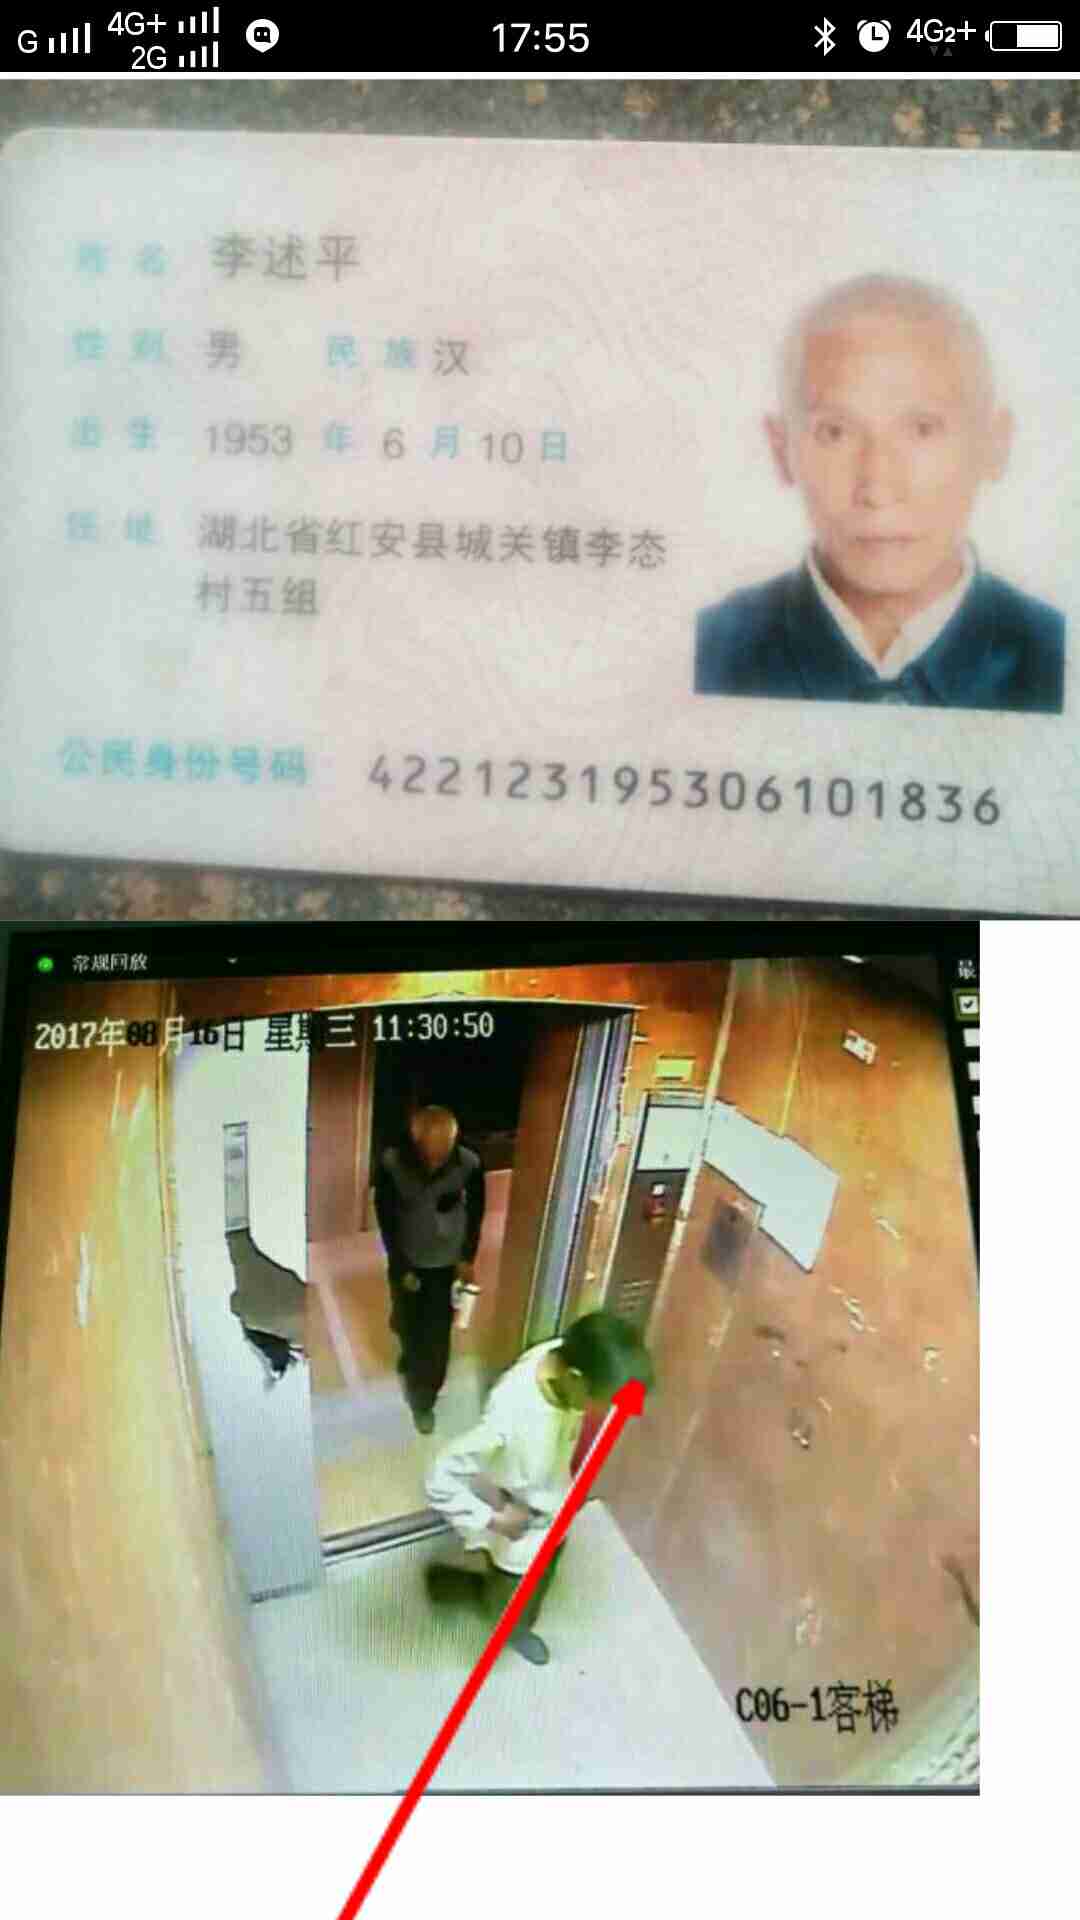 G 4G+ 2G 17:55 4G2+
姓 名 李述平
性 别 男 民 族 汉
出 生 1953 年 6 月 10 日
住 址 湖北省红安县城关镇李态
村五组
公民身份号码 422123195306101836
常规回放
最
2017年08月16日 星期三 11:30:50
C06-1客梯